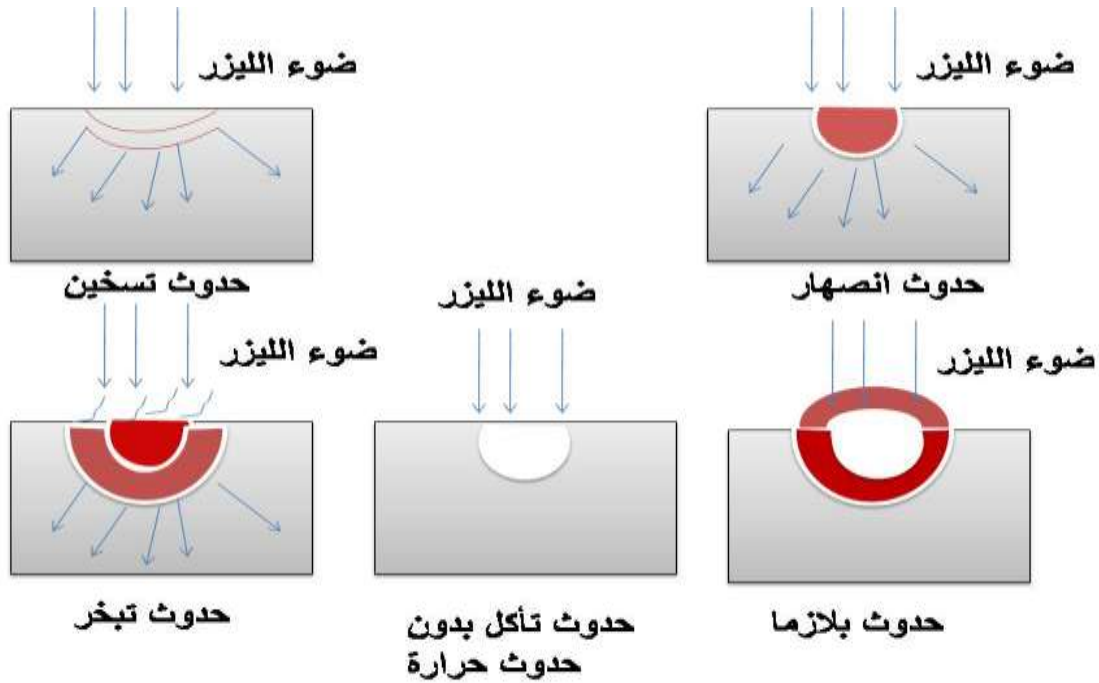 ضوء الليزر
ضوء الليزر
حدوث انصهار
حدوث تسخين
ضوء الليزر
ضوء الليزر
ضوء الليزر
حدوث بلازما
حدوث تأكل بدون
حدوث حرارة
حدوث تبخر